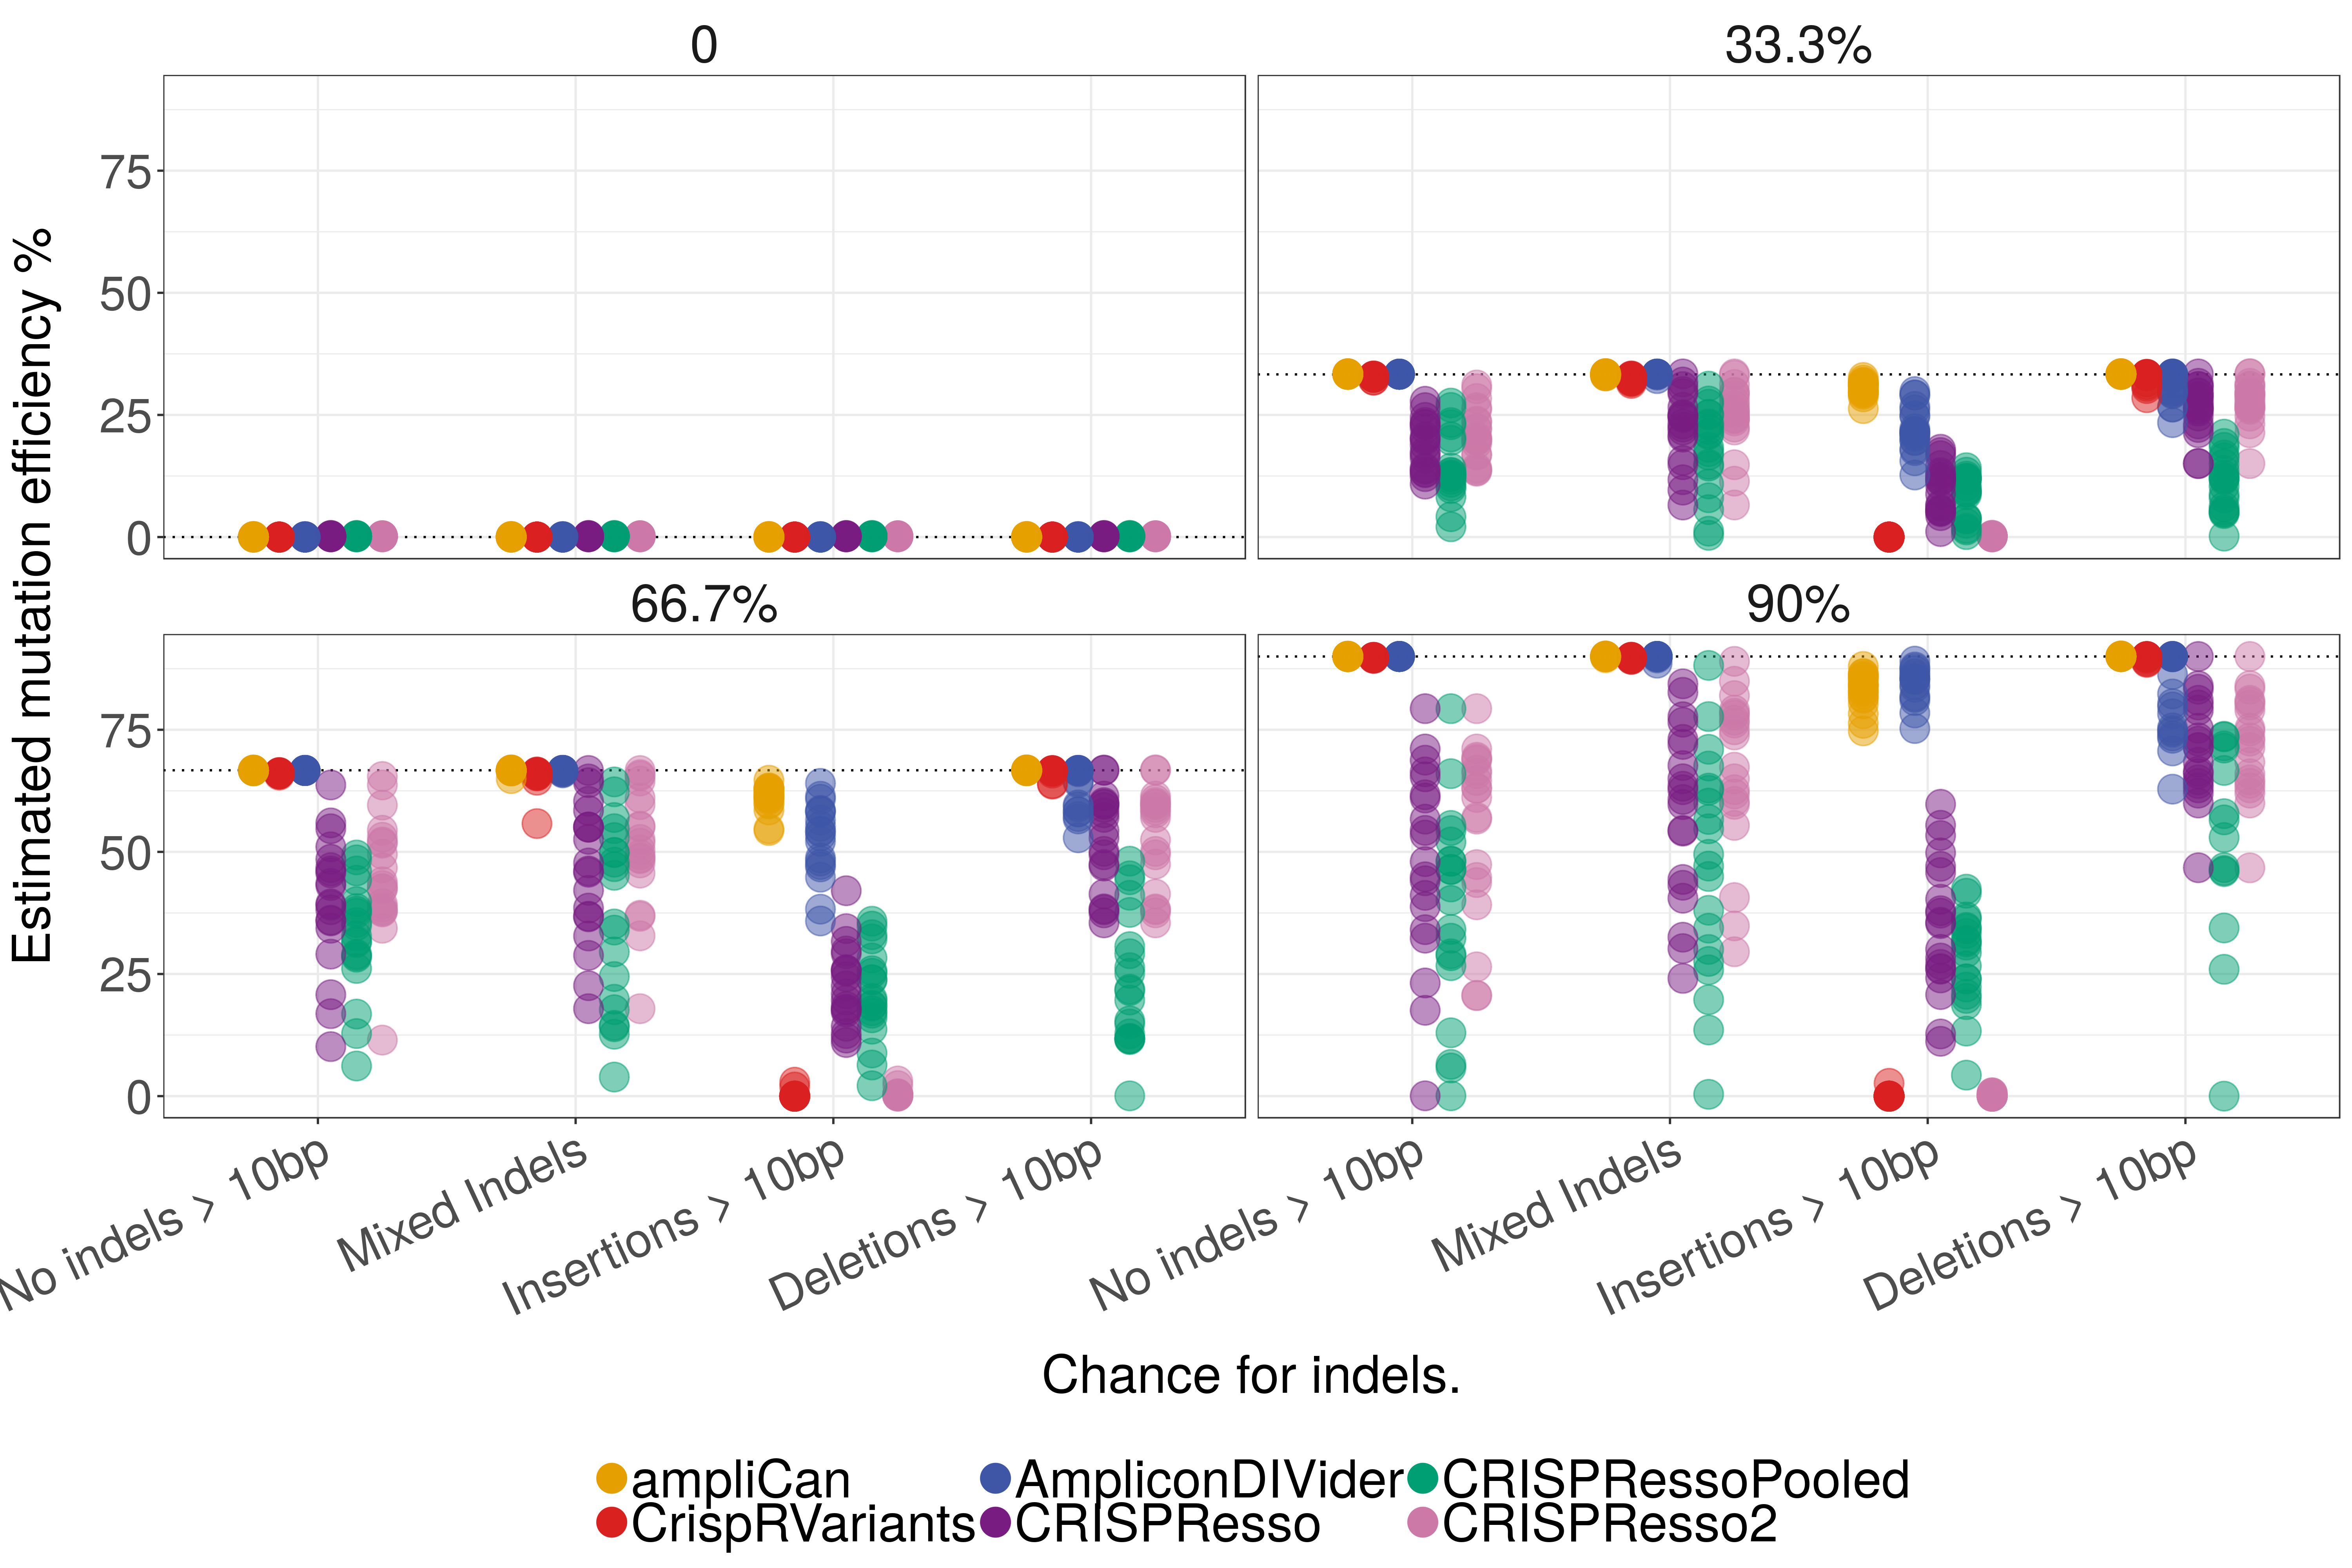 0
33.3%
Estimated mutation efficiency %
75
50
25
0
66.7%
90%
75
50
25
0
No indels > 10bp
Mixed Indels
Insertions > 10bp
Deletions > 10bp
No indels > 10bp
Mixed Indels
Insertions > 10bp
Deletions > 10bp
Chance for indels.
ampliCan AmpliconDIVider CRISPRessoPooled
CrispRVariants CRISPResso CRISPResso2